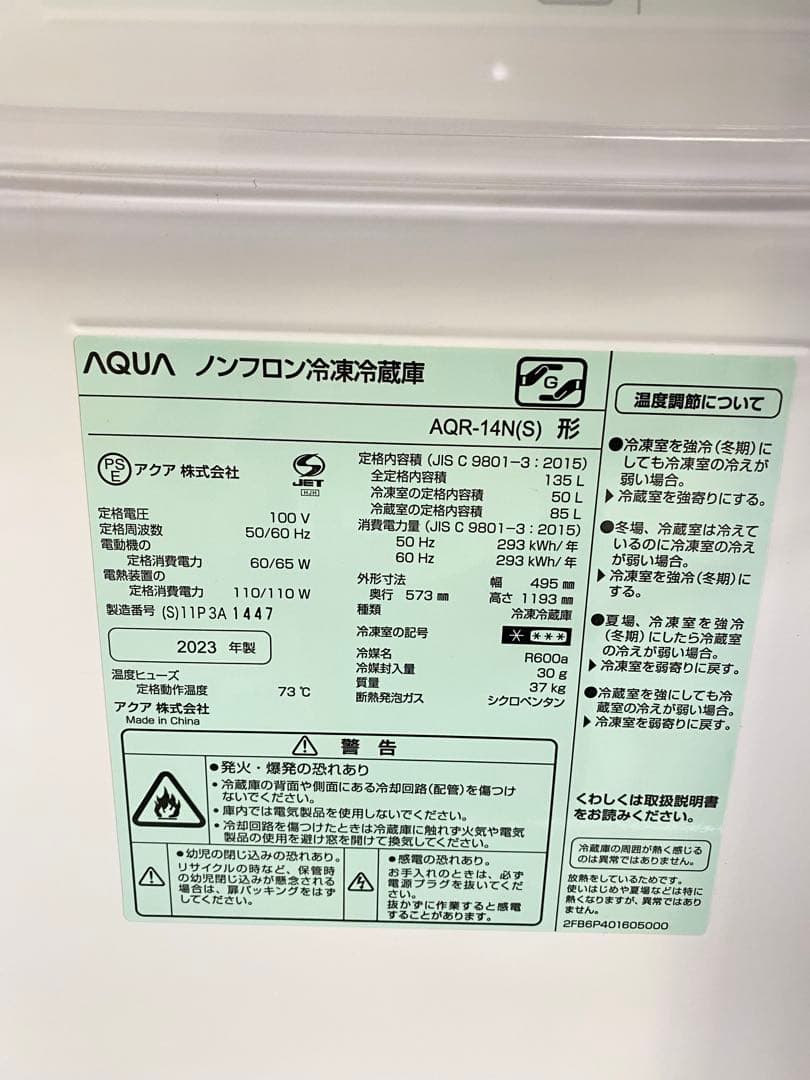 AQUA ノンフロン冷凍冷蔵庫
G
AQR-14N(S) 形
PS E アクア 株式会社
S JET
HJH
定格電圧 100 V
定格周波数 50/60 Hz
電動機の
定格消費電力 60/65 W
電熱装置の
定格消費電力 110/110 W
製造番号 (S)11P3A 1447
2023 年製
温度ヒューズ
定格動作温度 73 ℃
アクア 株式会社
Made in China
定格内容積 (JIS C 9801-3 : 2015)
全定格内容積 135 L
冷凍室の定格内容積 50 L
冷蔵室の定格内容積 85 L
消費電力量 (JIS C 9801-3 : 2015)
50 Hz 293 kWh/年
60 Hz 293 kWh/年
外形寸法 幅 495 ㎜
奥行 573 ㎜ 高さ 1193 ㎜
種類 冷凍冷蔵庫
冷凍室の記号 * ***
冷媒名 R600a
冷媒封入量 30 g
質量 37 kg
断熱発泡ガス シクロペンタン
警 告
●発火・爆発の恐れあり
・冷蔵庫の背面や側面にある冷却回路(配管)を傷つけ
ないでください。
・庫内では電気製品を使用しないでください。
・冷却回路を傷つけたときは冷蔵庫に触れず火気や電気
製品の使用を避け窓を開けて換気してください。
●幼児の閉じ込みの恐れあり。
リサイクルの時など、保管時
の幼児閉じ込みが懸念される
場合は、扉パッキングをはず
してください。
●感電の恐れあり。
お手入れのときは、必ず
電源プラグを抜いてくだ
さい。
抜かずに作業すると感電
することがあります。
温度調節について
●冷凍室を強冷(冬期)に
しても冷凍室の冷えが
弱い場合。
▶冷蔵室を強寄りにする。
●冬場、冷蔵室は冷えて
いるのに冷凍室の冷え
が弱い場合。
▶冷凍室を強冷(冬期)に
する。
●夏場、冷凍室を強冷
(冬期)にしたら冷蔵室
の冷えが弱い場合。
▶冷凍室を弱寄りに戻す。
●冷蔵室を強にしても冷
蔵室の冷えが弱い場合。
▶冷凍室を弱寄りに戻す。
くわしくは取扱説明書
をお読みください。
冷蔵庫の周囲が熱く感じる
のは異常ではありません。
放熱をしているためです。
使いはじめや夏場などは特に
熱くなりますが、異常ではあり
ません。
2FB6P401605000